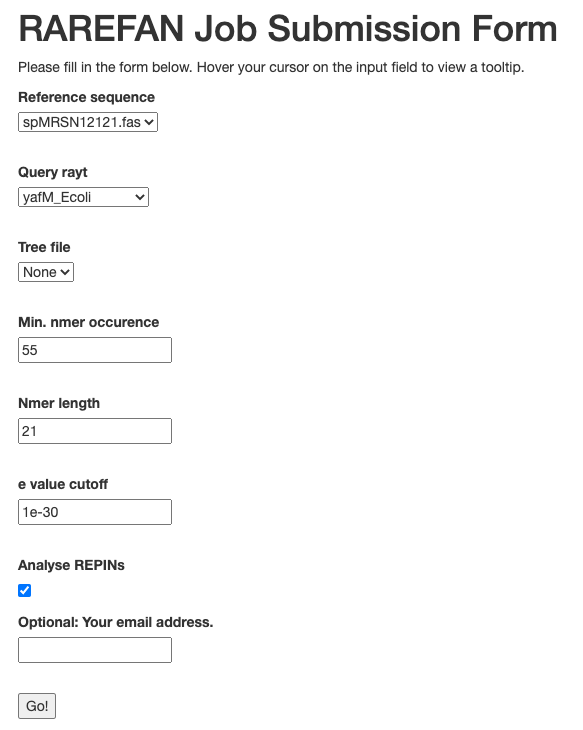 RAREFAN Job Submission Form
Please fill in the form below. Hover your cursor on the input field to view a tooltip.
Reference sequence
spMRSN12121.fas
Query rayt
yafM_Ecoli
Tree file
None
Min. nmer occurence
55
Nmer length
21
e value cutoff
1e-30
Analyse REPINs
Optional: Your email address.
Go!